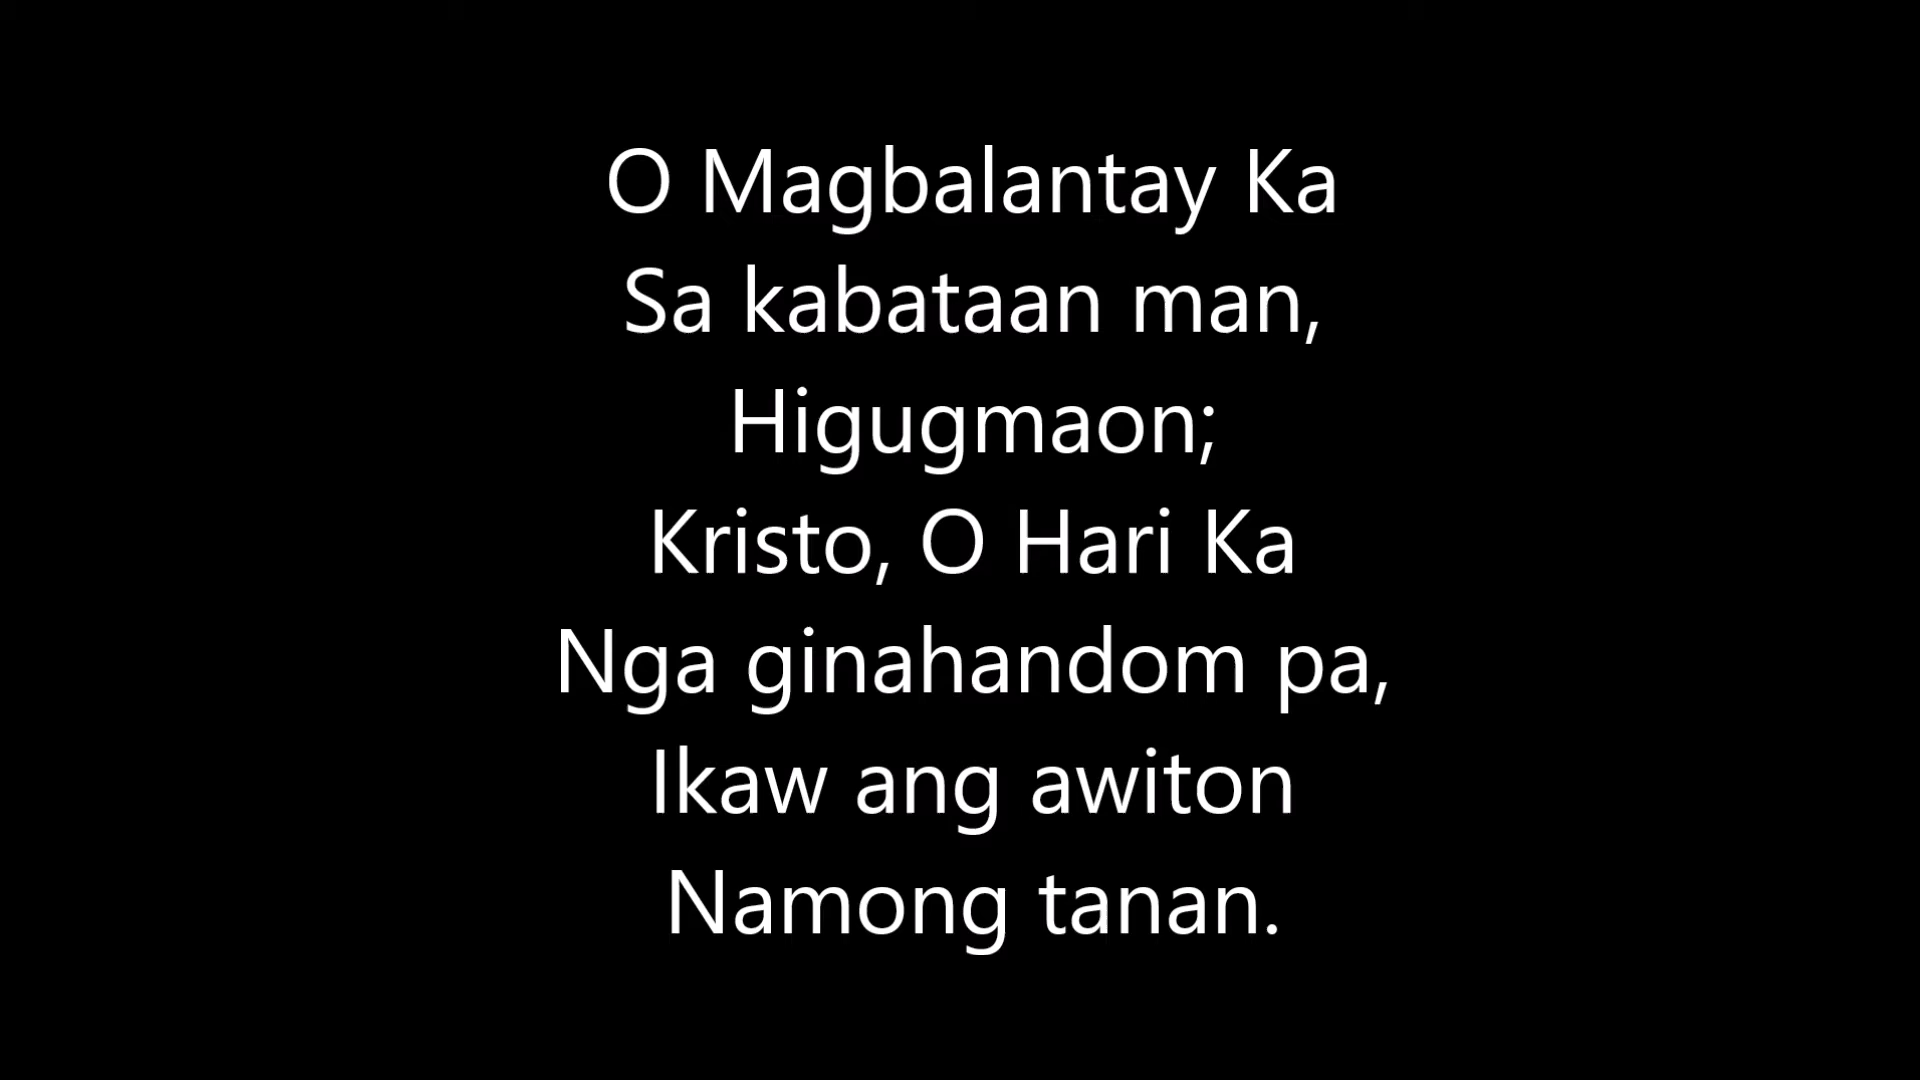 O Magbalantay Ka
Sa kabataan man,
Higugmaon;
Kristo, O Hari Ka
Nga ginahandom pa,
Ikaw ang awiton
Namong tanan.